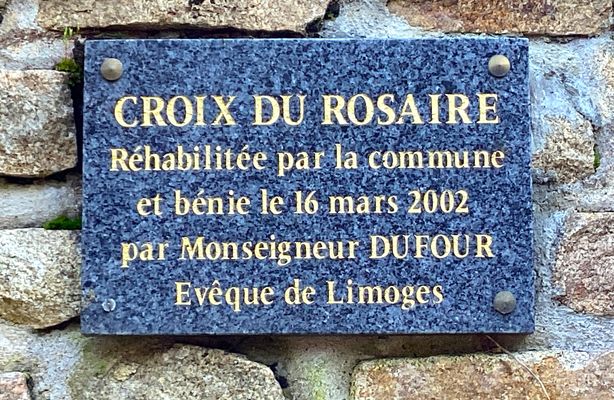 CROIX DU ROSAIRE
Réhabilitée par la commune
et bénie le 16 mars 2002
par Monseigneur DUFOUR
Evêque de Limoges